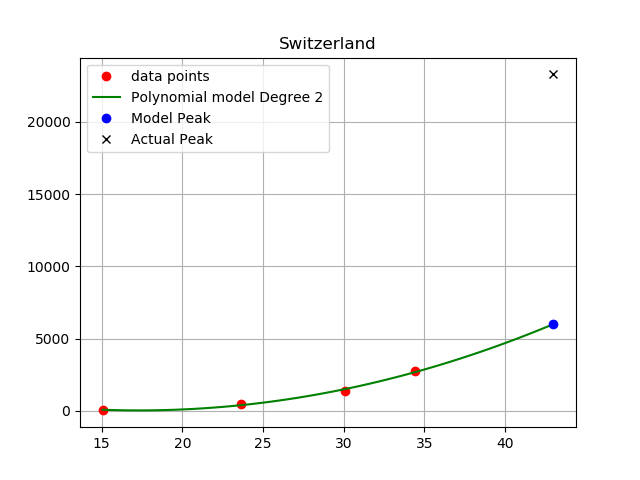 Switzerland
data points
Polynomial model Degree 2
Model Peak
Actual Peak
20000
15000
10000
5000
0
15 20 25 30 35 40